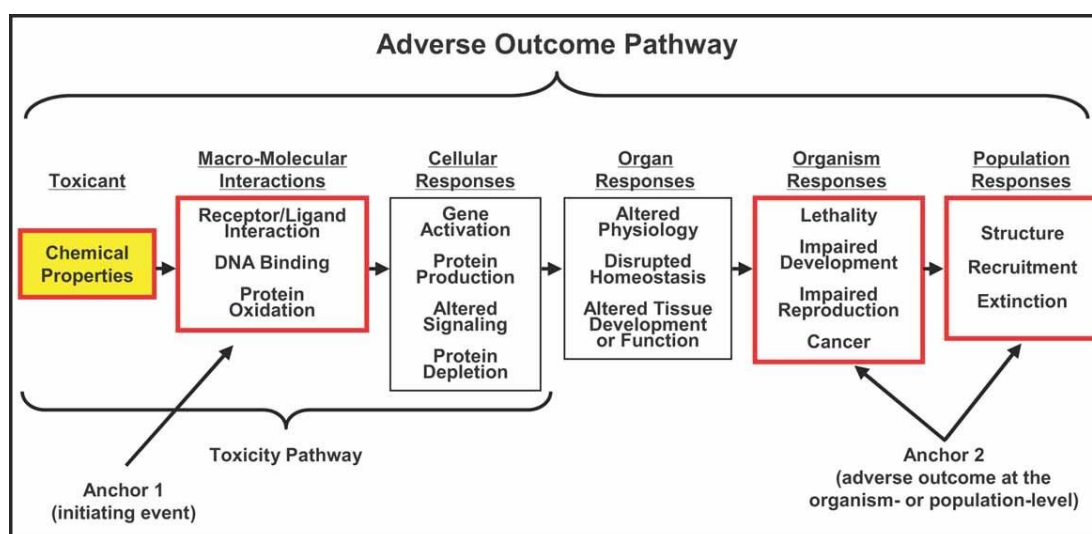 Adverse Outcome Pathway
Toxicant
Chemical
Properties
Macro-Molecular
Interactions
Receptor/Ligand
Interaction
DNA Binding
Protein
Oxidation
Cellular
Responses
Gene
Activation
Protein
Production
Altered
Signaling
Protein
Depletion
Organ
Responses
Altered
Physiology
Disrupted
Homeostasis
Altered Tissue
Development
or Function
Organism
Responses
Lethality
Impaired
Development
Impaired
Reproduction
Cancer
Population
Responses
Structure
Recruitment
Extinction
Toxicity Pathway
Anchor 1
(initiating event)
Anchor 2
(adverse outcome at the
organism- or population-level)